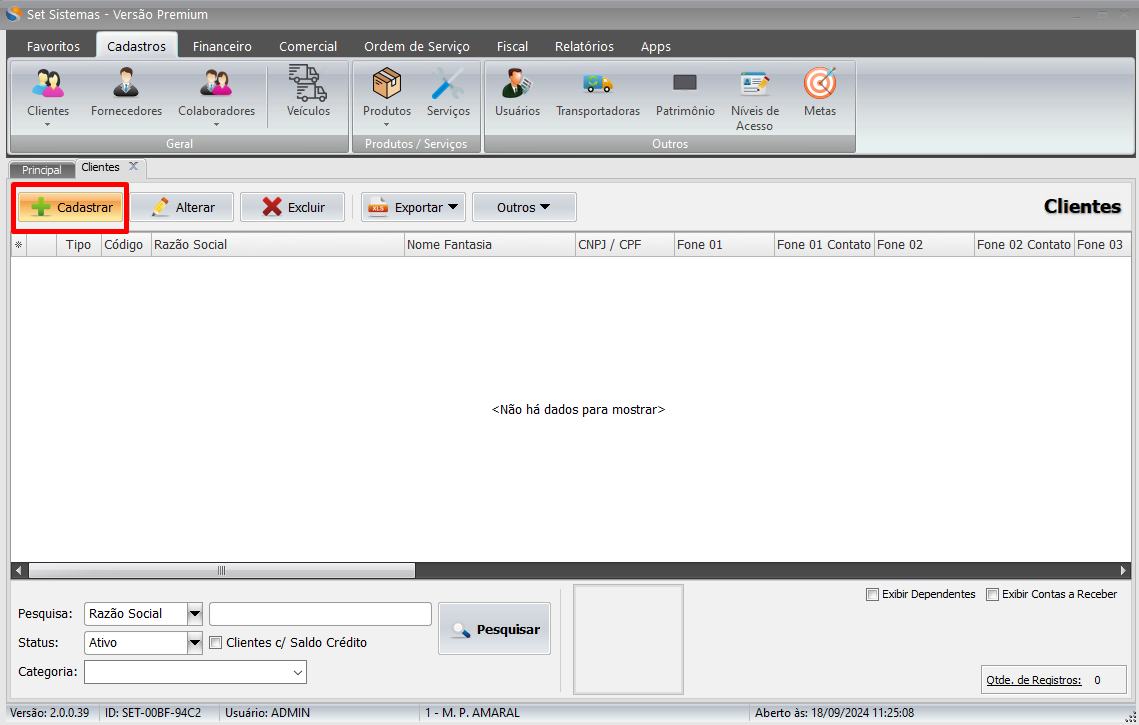 Set Sistemas - Versão Premium
Favoritos Cadastros Financeiro Comercial Ordem de Serviço Fiscal Relatórios Apps
Clientes Fornecedores Colaboradores Veículos Produtos Serviços Usuários Transportadoras Patrimônio Níveis de Acesso Metas
Geral Produtos / Serviços Outros
Principal Clientes
Cadastrar Alterar Excluir XLS Exportar Outros Clientes
Tipo Código Razão Social Nome Fantasia CNPJ / CPF Fone 01 Fone 01 Contato Fone 02 Fone 02 Contato Fone 03
<Não há dados para mostrar>
Exibir Dependentes Exibir Contas a Receber
Pesquisa: Razão Social Pesquisar
Status: Ativo Clientes c/ Saldo Crédito
Categoria:
Qtde. de Registros: 0
Versão: 2.0.0.39 ID: SET-00BF-94C2 Usuário: ADMIN 1 - M. P. AMARAL Aberto às: 18/09/2024 11:25:08